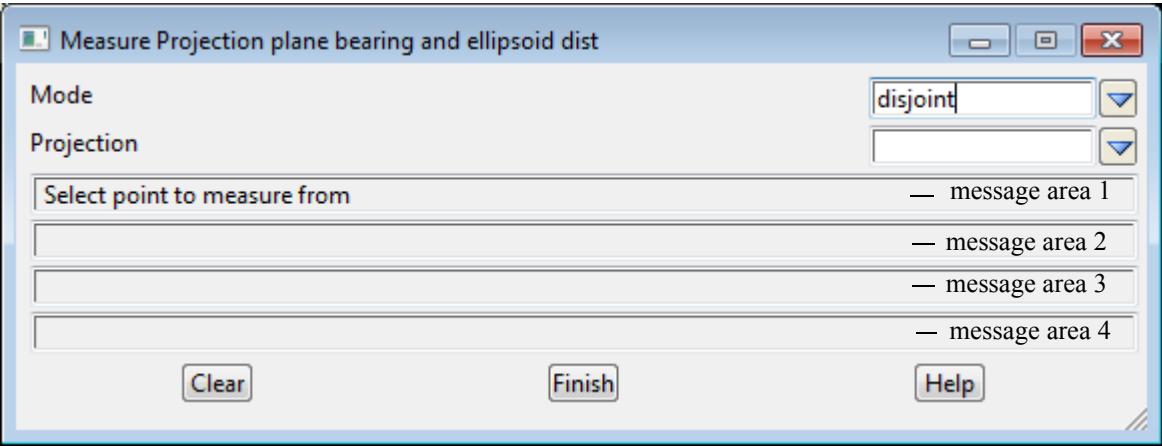 Measure Projection plane bearing and ellipsoid dist
Mode disjoint
Projection
Select point to measure from — message area 1
— message area 2
— message area 3
— message area 4
Clear Finish Help